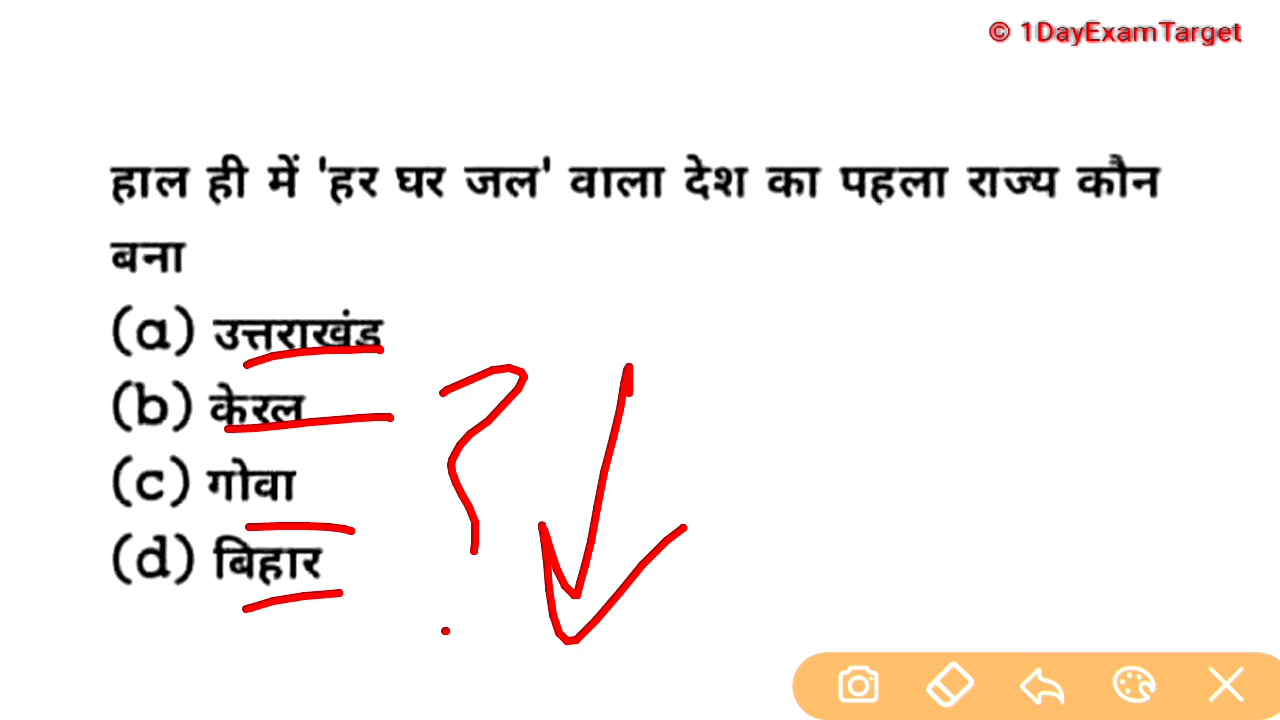 © 1DayExamTarget
हाल ही में 'हर घर जल' वाला देश का पहला राज्य कौन
बना
(a) उत्तराखंड
(b) केरल
(c) गोवा
(d) बिहार
?